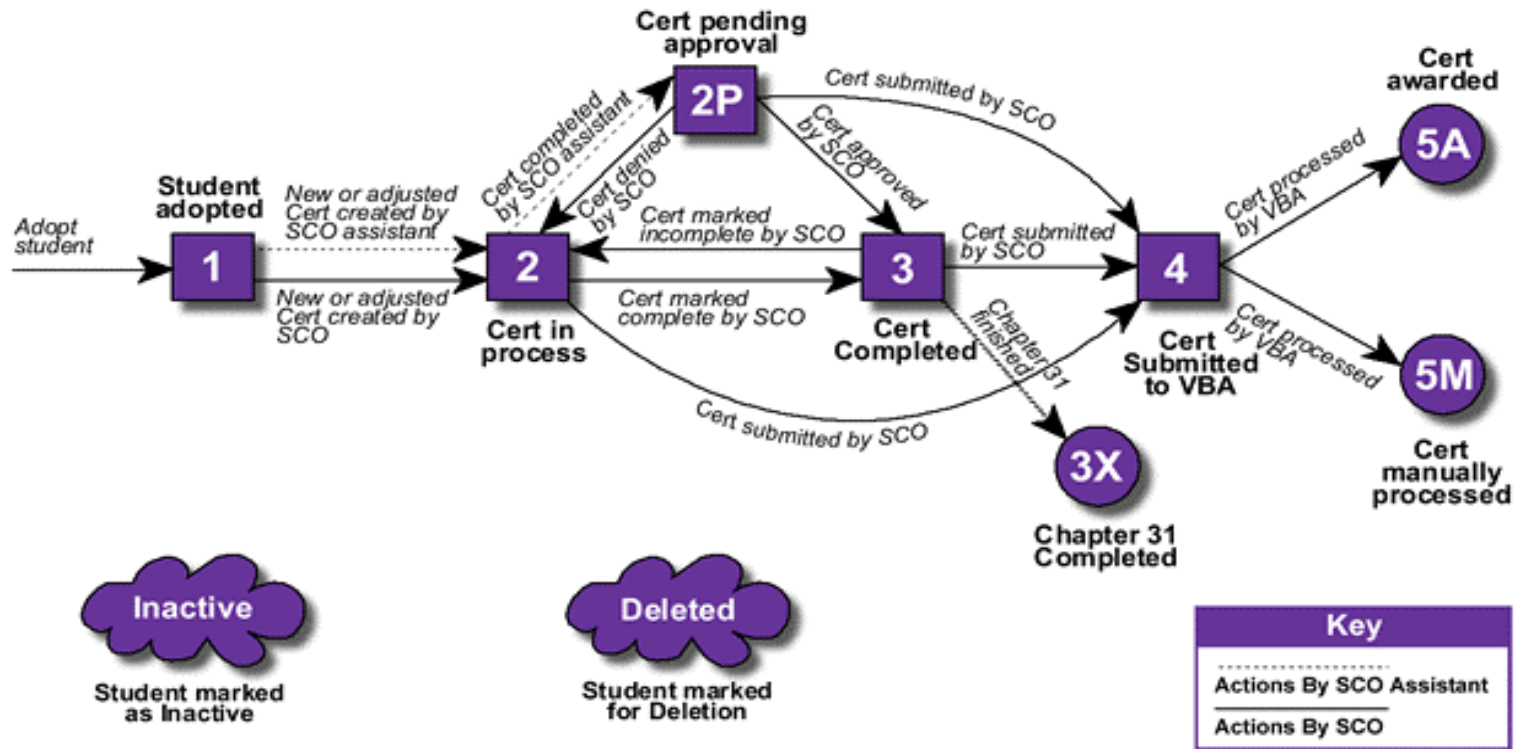 Cert pending
approval
2P
Cert submitted by SCO
Cert
awarded
5A
Cert completed
by SCO assistant
Cert denied
by SCO
Cert approved
by SCO
Cert processed
by VBA
Student
adopted
Adopt
student
1
New or adjusted
Cert created by
SCO assistant
New or adjusted
Cert created by
SCO
2
Cert in
process
Cert marked
incomplete by SCO
Cert marked
complete by SCO
3
Cert
Completed
Cert submitted
by SCO
4
Cert
Submitted
to VBA
Cert processed
by VBA
5M
Cert
manually
processed
Chapter 31
finished
Cert submitted by SCO
3X
Chapter 31
Completed
Inactive
Student marked
as Inactive
Deleted
Student marked
for Deletion
Key
Actions By SCO Assistant
Actions By SCO